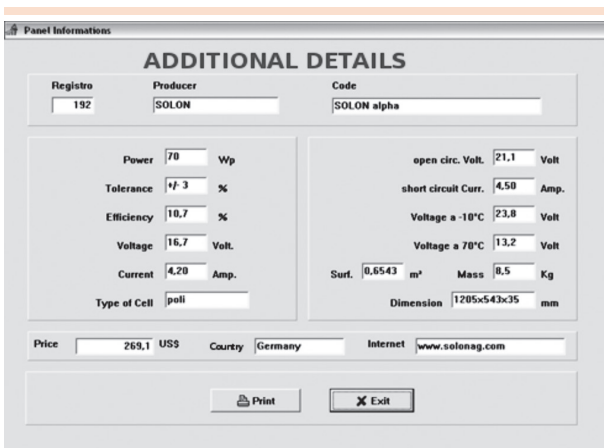 Panel Informations
ADDITIONAL DETAILS
Registro Producer Code
192 SOLON SOLON alpha
Power 70 Wp
Tolerance +/- 3 %
Efficiency 10,7 %
Voltage 16,7 Volt.
Current 4,20 Amp.
Type of Cell poli
open circ. Volt. 21,1 Volt
short circuit Curr. 4,50 Amp.
Voltage a -10°C 23,8 Volt
Voltage a 70°C 13,2 Volt
Surf. 0,6543 m² Mass 8,5 Kg
Dimension 1205x543x35 mm
Price 269,1 US$ Country Germany Internet www.solonag.com
Print Exit